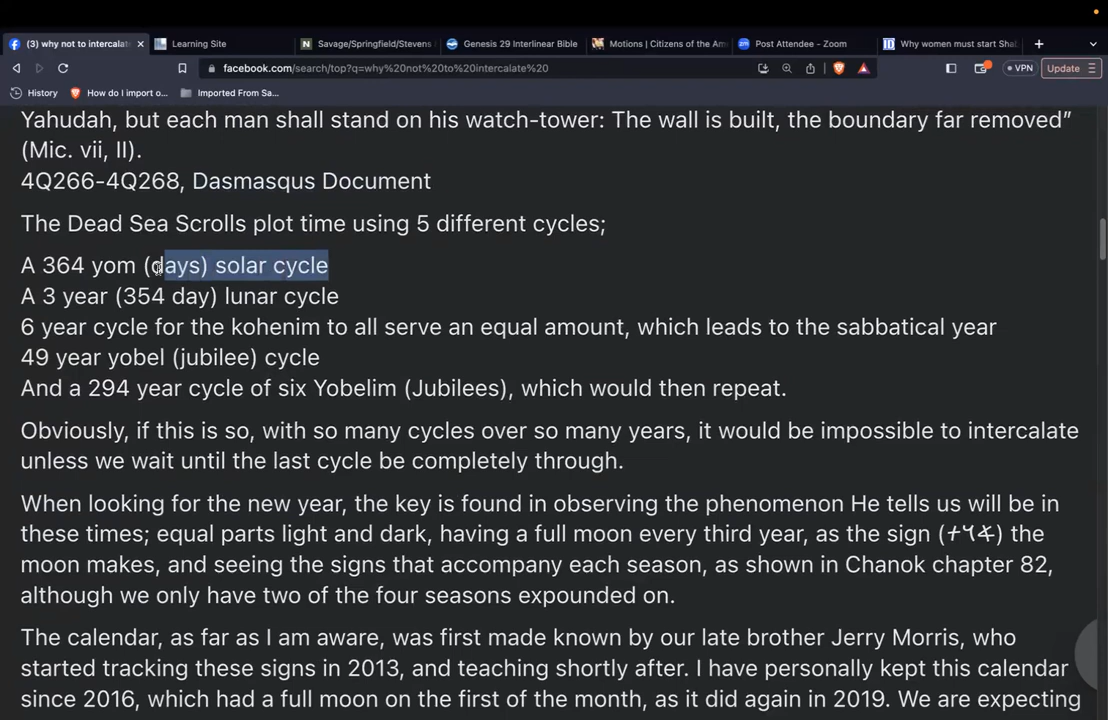 (3) why not to intercalat
Learning Site
Savage/Springfield/Stevens
Genesis 29 Interlinear Bible
Motions | Citizens of the Am
Post Attendee - Zoom
Why women must start Sha
facebook.com/search/top?q=why%20not%20to%20intercalate%20
VPN
Update
History
How do I import o...
Imported From Sa...
Yahudah, but each man shall stand on his watch-tower: The wall is built, the boundary far removed”
(Mic. vii, II).
4Q266-4Q268, Dasmasqus Document
The Dead Sea Scrolls plot time using 5 different cycles;
A 364 yom (days) solar cycle
A 3 year (354 day) lunar cycle
6 year cycle for the kohenim to all serve an equal amount, which leads to the sabbatical year
49 year yobel (jubilee) cycle
And a 294 year cycle of six Yobelim (Jubilees), which would then repeat.
Obviously, if this is so, with so many cycles over so many years, it would be impossible to intercalate
unless we wait until the last cycle be completely through.
When looking for the new year, the key is found in observing the phenomenon He tells us will be in
these times; equal parts light and dark, having a full moon every third year, as the sign (𐤕𐤅𐤀) the
moon makes, and seeing the signs that accompany each season, as shown in Chanok chapter 82,
although we only have two of the four seasons expounded on.
The calendar, as far as I am aware, was first made known by our late brother Jerry Morris, who
started tracking these signs in 2013, and teaching shortly after. I have personally kept this calendar
since 2016, which had a full moon on the first of the month, as it did again in 2019. We are expecting